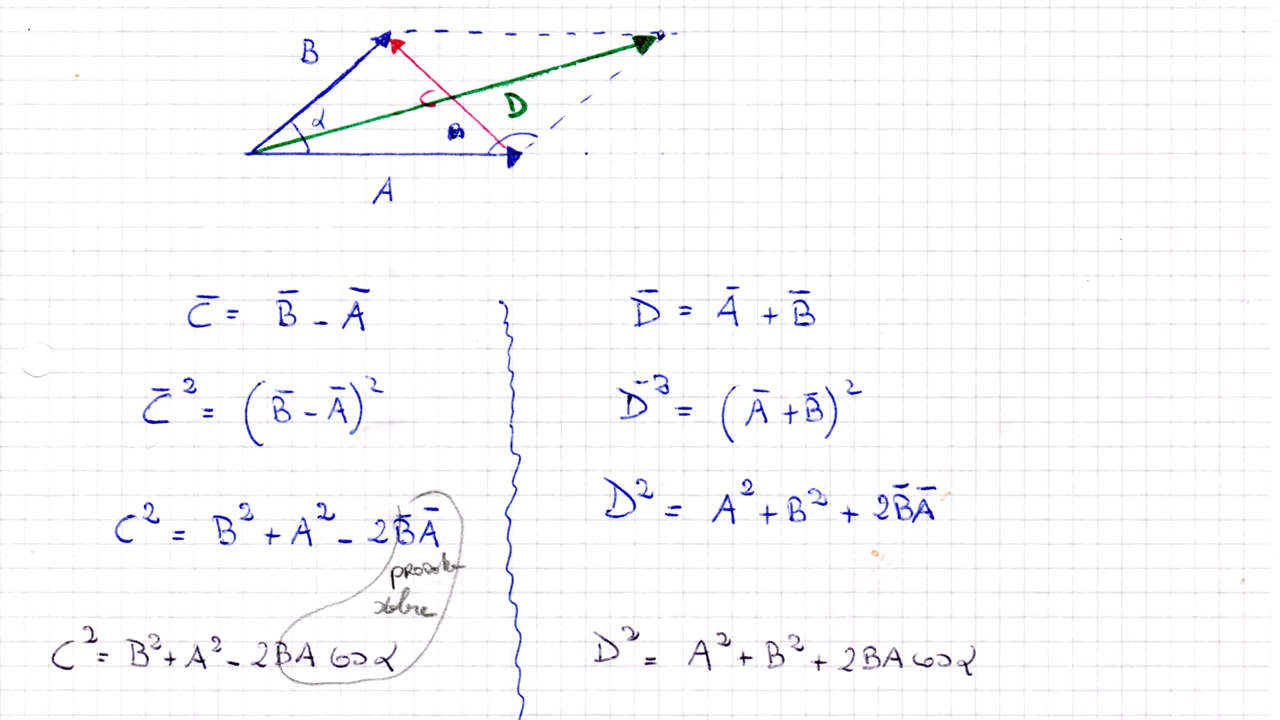 B
α
C
D
A
C̄ = B̄ - Ā
C̄² = (B̄ - Ā)²
C² = B² + A² - 2B̄Ā
C² = B² + A² - 2BA cos α
D̄ = Ā + B̄
D̄² = (Ā + B̄)²
D² = A² + B² + 2B̄Ā
D² = A² + B² + 2BA cos α